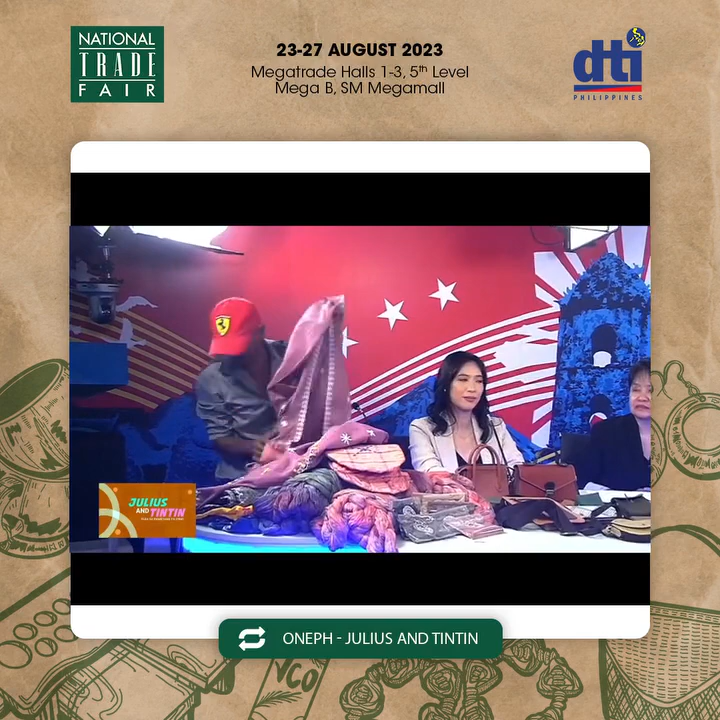 NATIONAL
TRADE
FAIR
23-27 AUGUST 2023
Megatrade Halls 1-3, 5th Level
Mega B, SM Megamall
dti
PHILIPPINES
JULIUS
AND TINTIN
ONEPH - JULIUS AND TINTIN
NCO